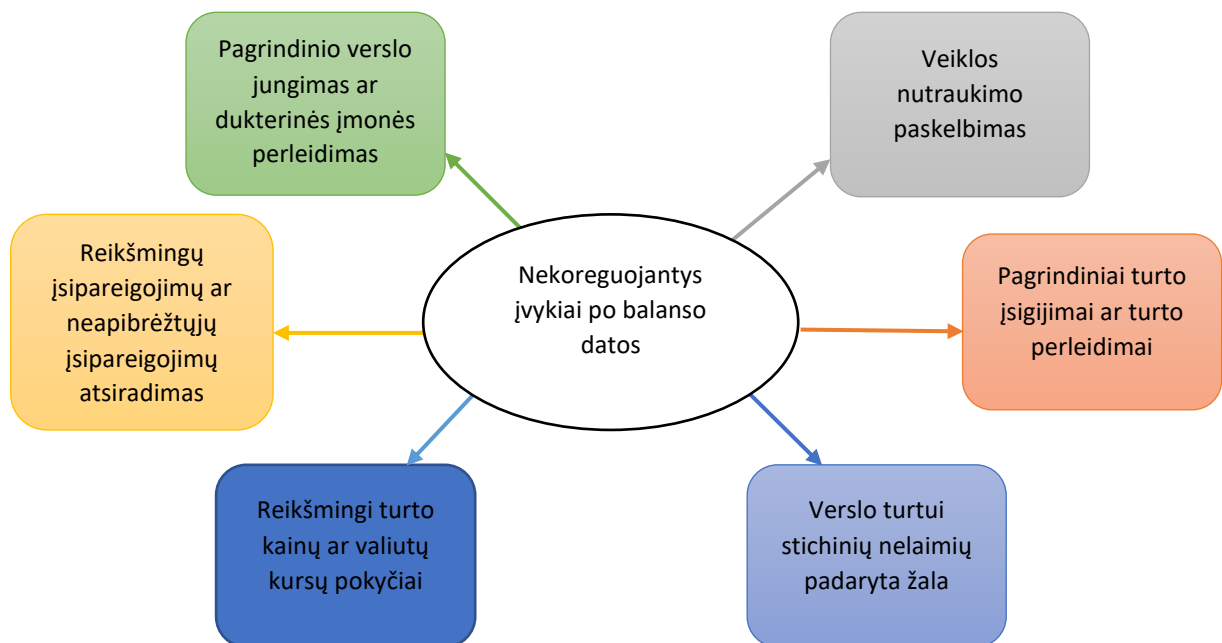 Pagrindinio verslo
jungimas ar
dukterinės įmonės
perleidimas
Veiklos
nutraukimo
paskelbimas
Reikšmingų
įsipareigojimų ar
neapibrėžtųjų
įsipareigojimų
atsiradimas
Nekoreguojantys
įvykiai po balanso
datos
Pagrindiniai turto
įsigijimai ar turto
perleidimai
Reikšmingi turto
kainų ar valiutų
kursų pokyčiai
Verslo turtui
stichinių nelaimių
padaryta žala